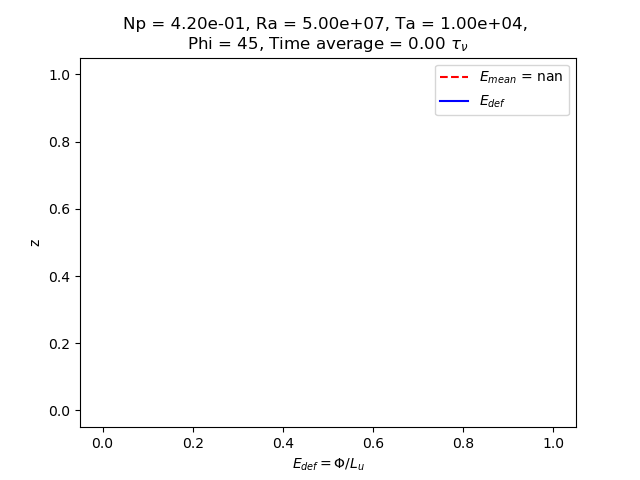 Np = 4.20e-01, Ra = 5.00e+07, Ta = 1.00e+04,
Phi = 45, Time average = 0.00 τ_ν
E_mean = nan
E_def
1.0
0.8
0.6
0.4
0.2
0.0
z
0.0 0.2 0.4 0.6 0.8 1.0
E_def = Φ/L_u